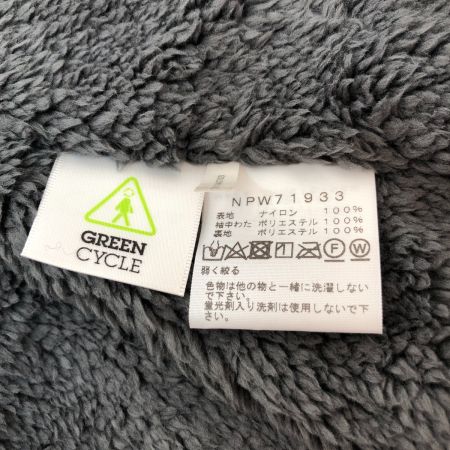 GREEN
CYCLE
NPW71933
表地 ナイロン 100%
袖中わた ポリエステル 100%
裏地 ポリエステル 100%
F W
弱く絞る
色物は他の物と一緒に洗濯しない
で下さい。
蛍光剤入り洗剤は使用しないで下
さい。